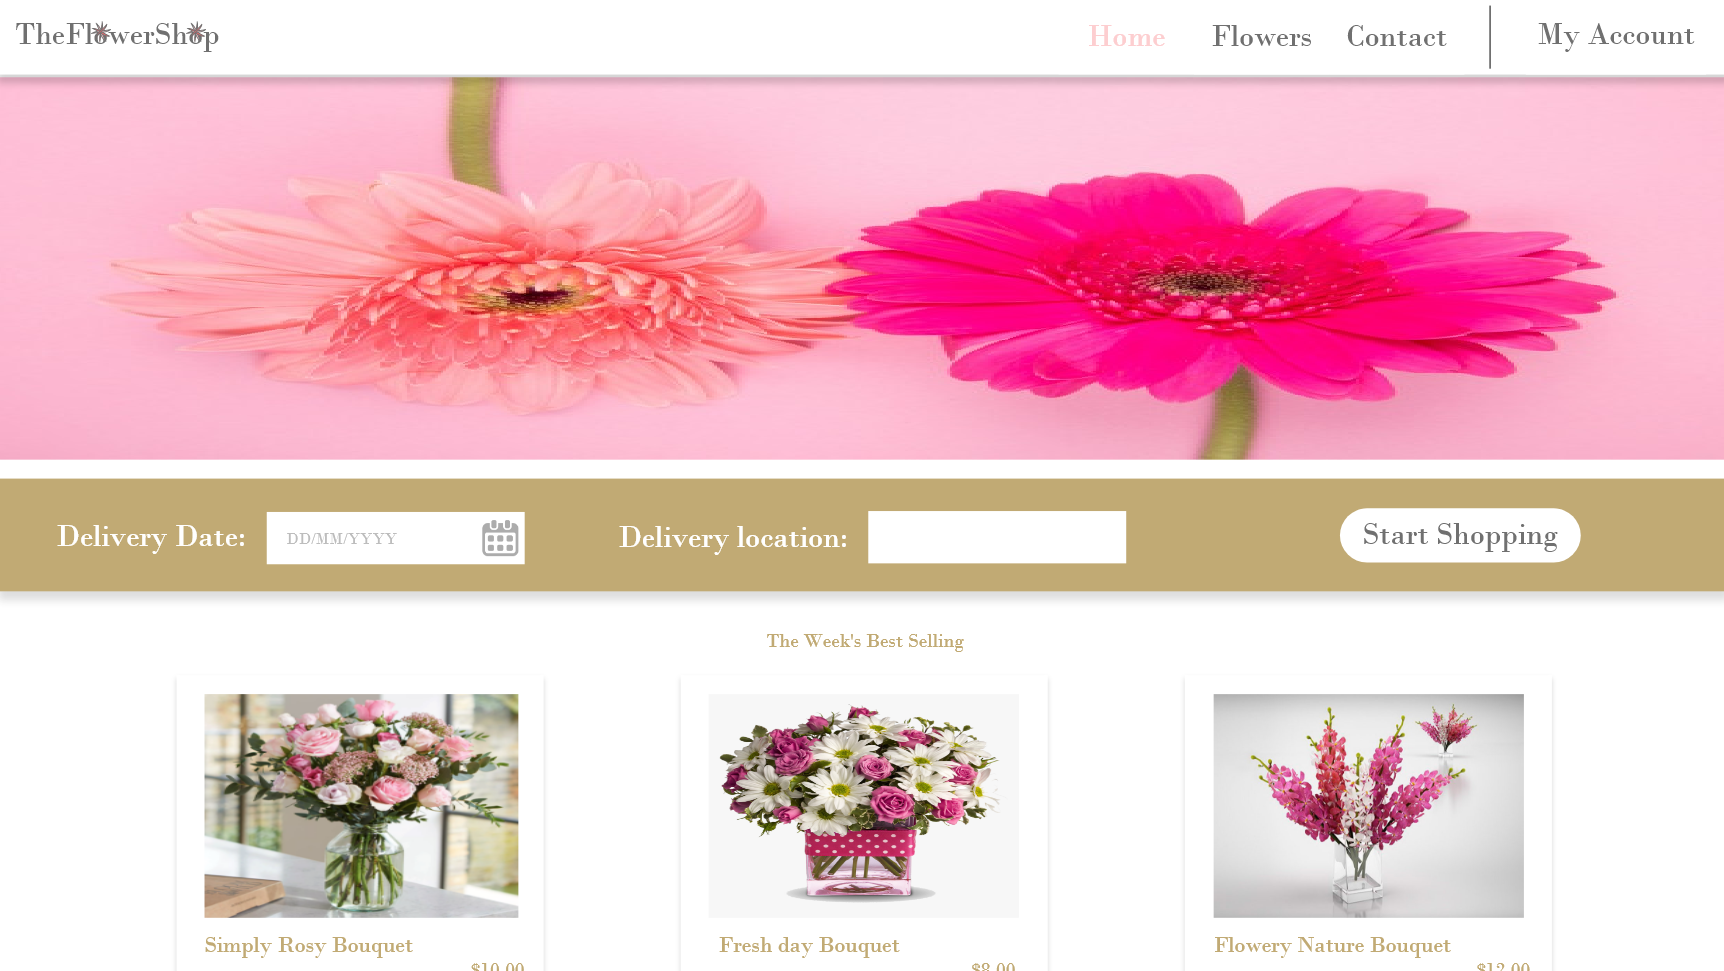 TheFlowerShop
Home Flowers Contact My Account
Delivery Date: DD/MM/YYYY Delivery location: Start Shopping
The Week's Best Selling
Simply Rosy Bouquet Fresh day Bouquet Flowery Nature Bouquet
$10.00 $8.00 $12.00